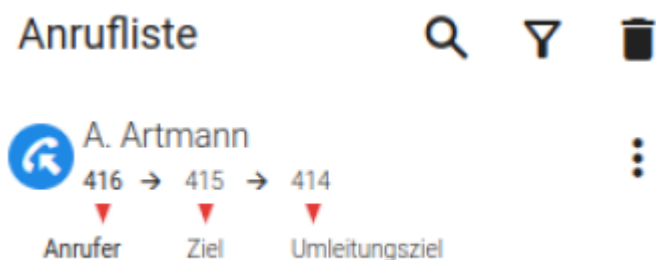 Anrufliste
A. Artmann
416 → 415 → 414
Anrufer Ziel Umleitungsziel